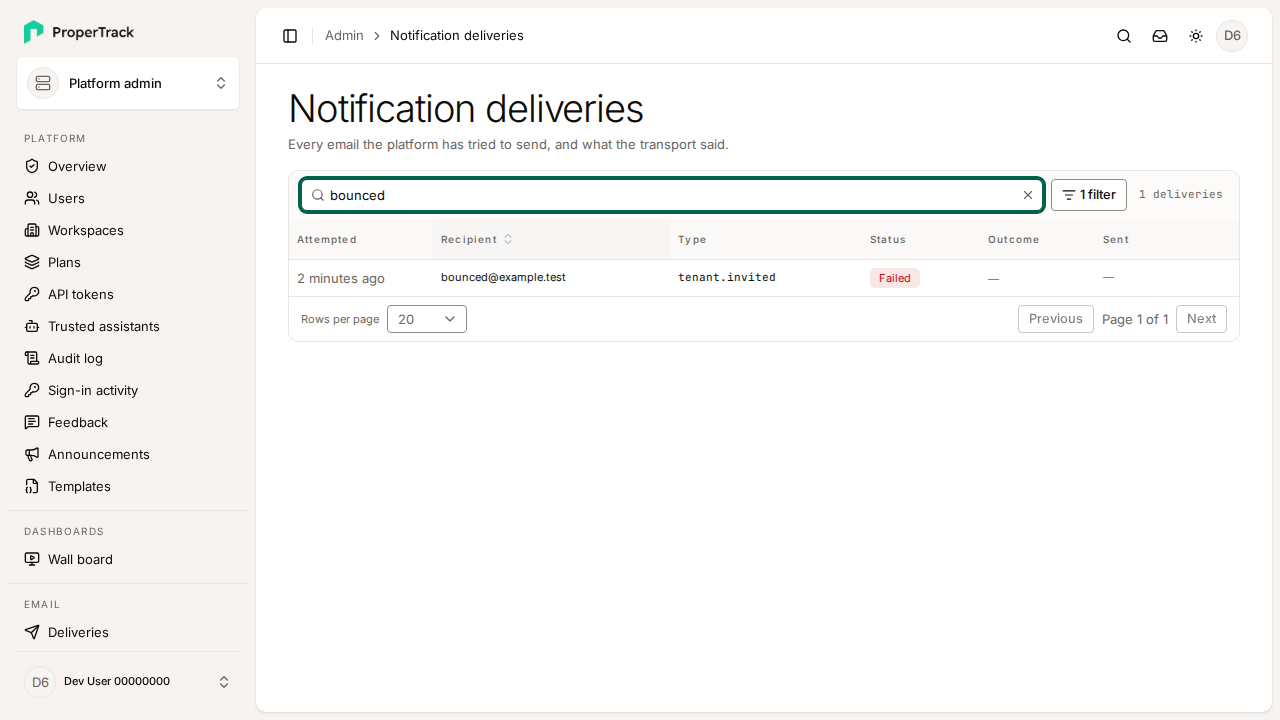 ProperTrack
Platform admin
PLATFORM
Overview
Users
Workspaces
Plans
API tokens
Trusted assistants
Audit log
Sign-in activity
Feedback
Announcements
Templates
DASHBOARDS
Wall board
EMAIL
Deliveries
D6 Dev User 00000000
Admin Notification deliveries D6
Notification deliveries
Every email the platform has tried to send, and what the transport said.
bounced 1 filter 1 deliveries
Attempted Recipient Type Status Outcome Sent
2 minutes ago bounced@example.test tenant.invited Failed — —
Rows per page 20 Previous Page 1 of 1 Next